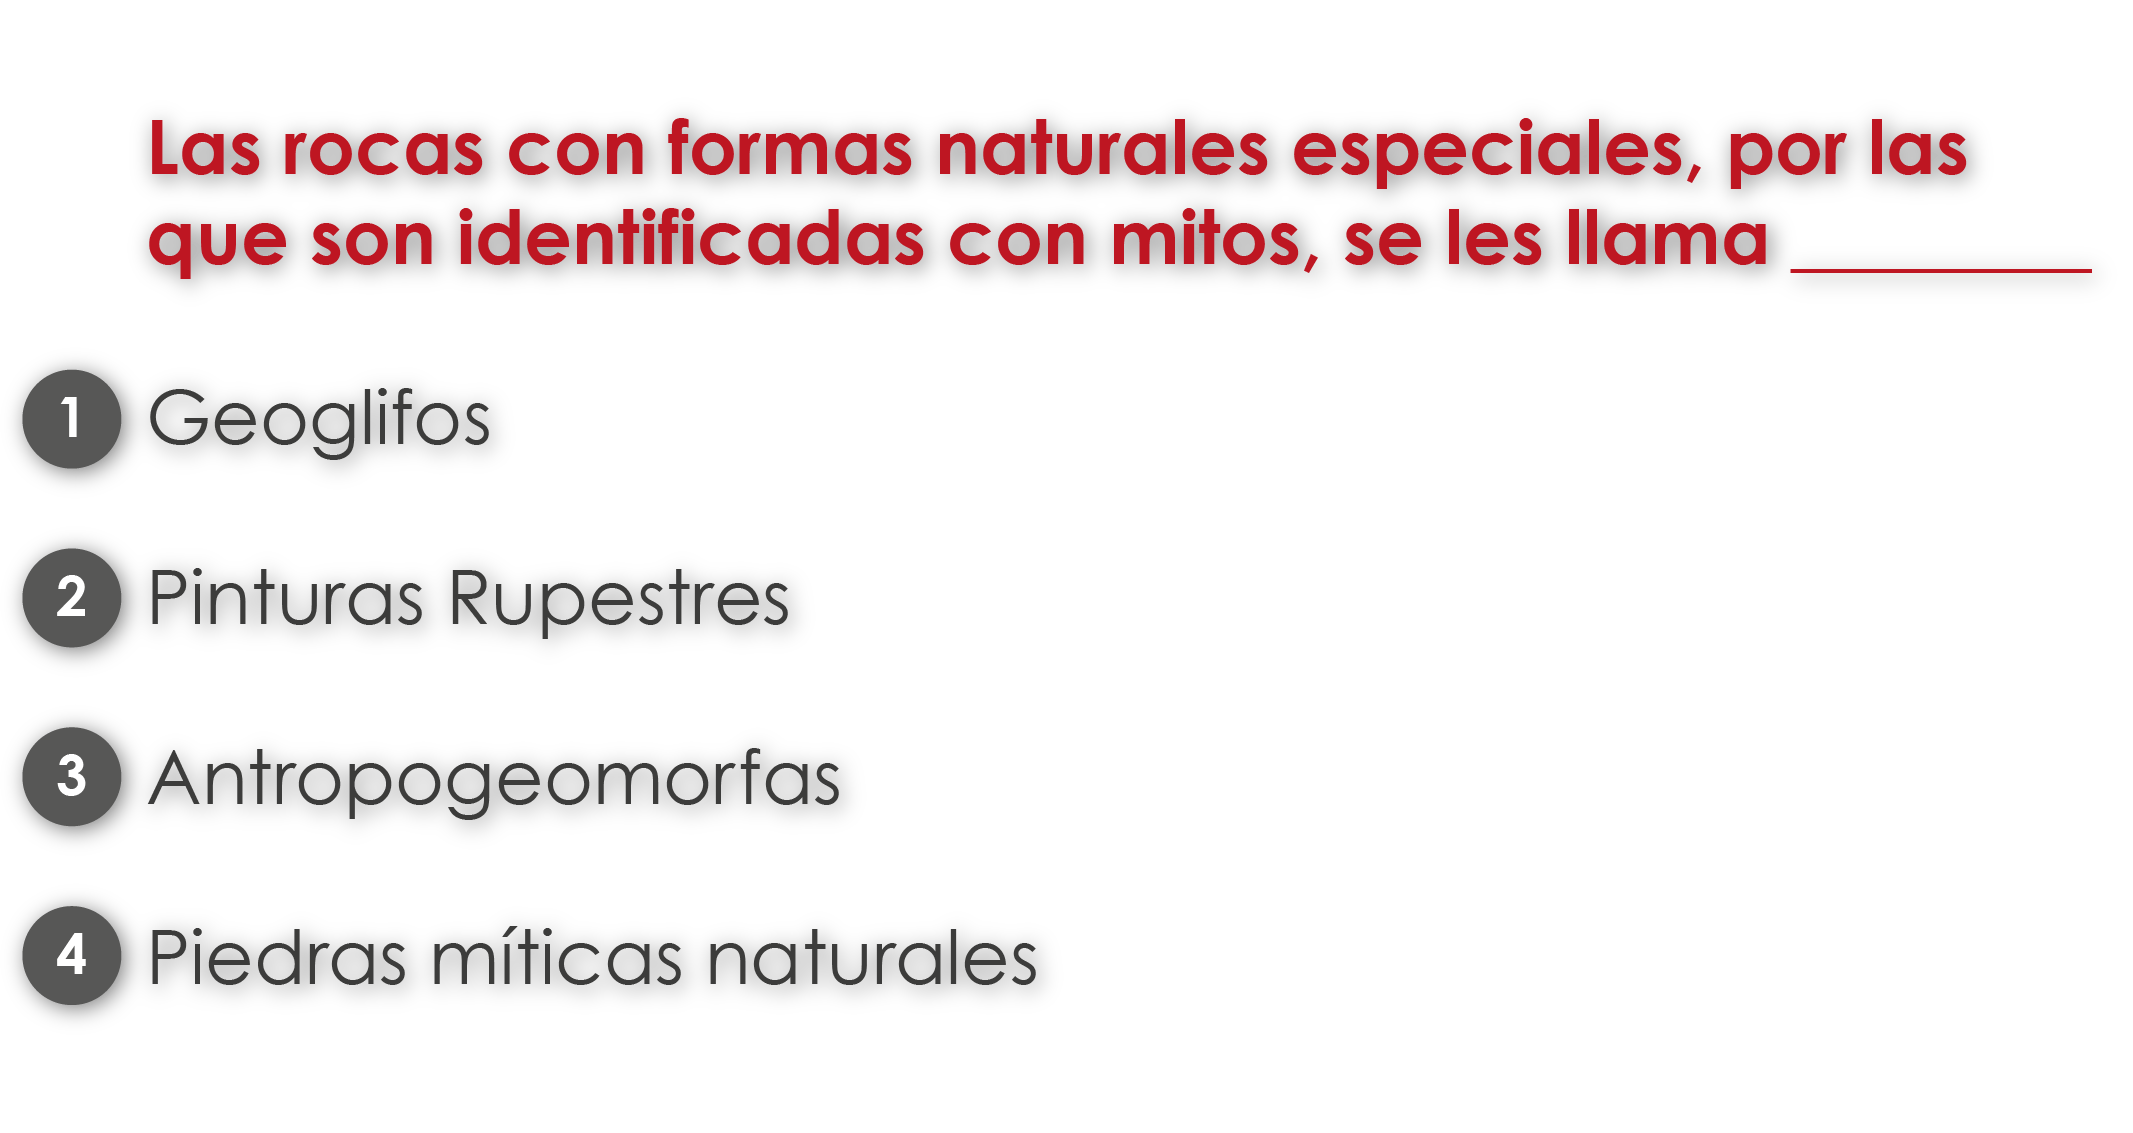 Las rocas con formas naturales especiales, por las
que son identificadas con mitos, se les llama ________
1 Geoglifos
2 Pinturas Rupestres
3 Antropogeomorfas
4 Piedras míticas naturales